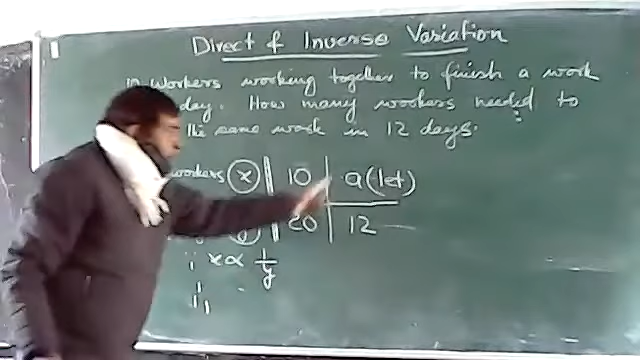 Direct & Inverse Variation
10 Workers working together to finish a work
day. How many workers needed to
the same work in 12 days.
workers (x) 10 a (let)
(y) 20 12
∵ x ∝ 1/y